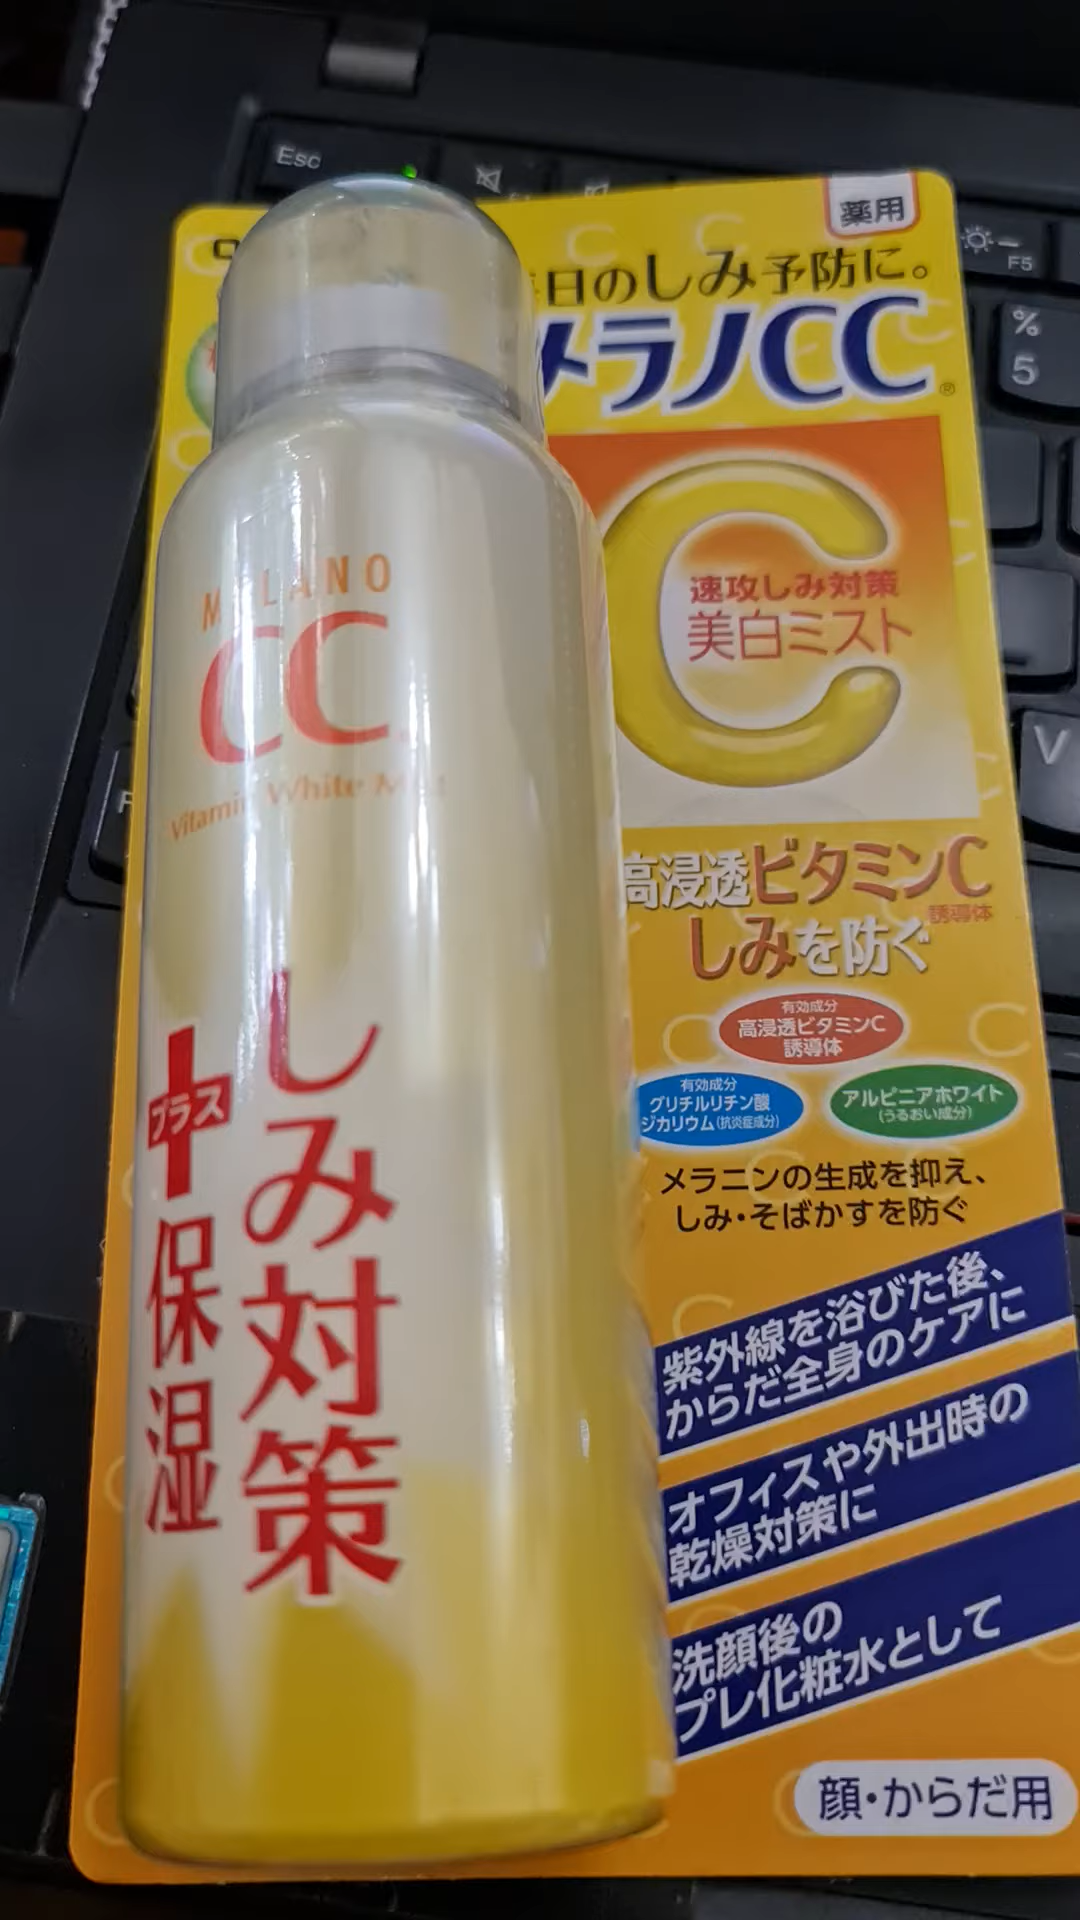 Esc
F5
%
5
V
薬用
日のしみ予防に。
メラノCC®
速攻しみ対策
美白ミスト
高浸透ビタミンC
誘導体
しみを防ぐ
有効成分
高浸透ビタミンC
誘導体
有効成分
グリチルリチン酸
ジカリウム(抗炎症成分)
アルピニアホワイト
(うるおい成分)
メラニンの生成を抑え、
しみ・そばかすを防ぐ
紫外線を浴びた後、
からだ全身のケアに
オフィスや外出時の
乾燥対策に
洗顔後の
プレ化粧水として
顔・からだ用
MELANO
CC
Vitamin White Mist
しみ対策
プラス
保湿